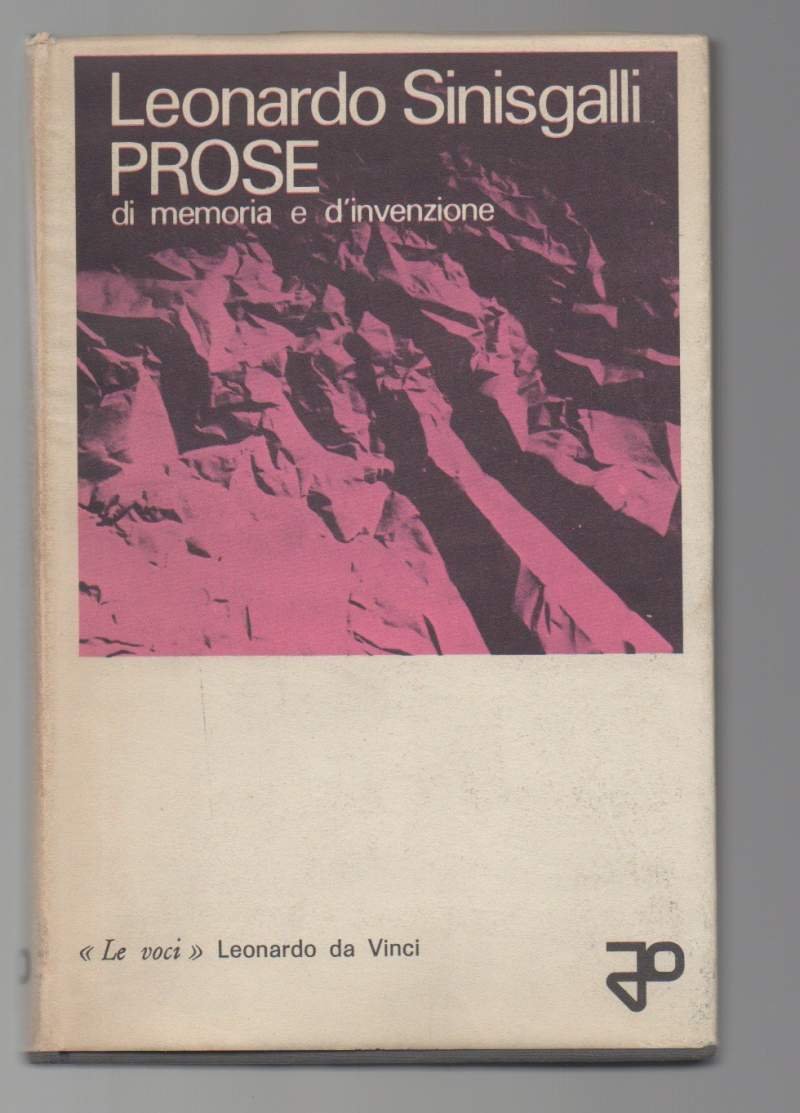 Leonardo Sinisgalli
PROSE
di memoria e d'invenzione
« Le voci » Leonardo da Vinci